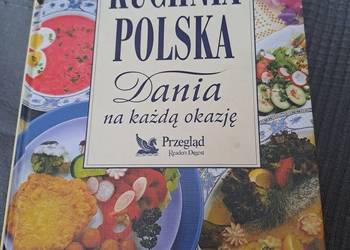 KUCHNIA
POLSKA
Dania
na każdą okazję
Przegląd
Reader's Digest